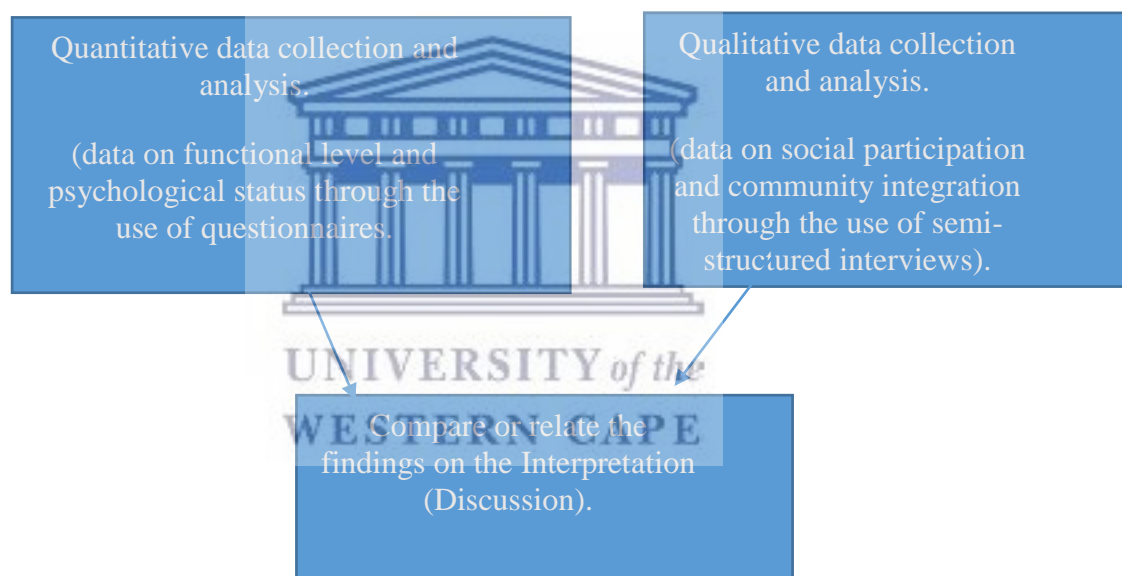 Quantitative data collection and
analysis.
(data on functional level and
psychological status through the
use of questionnaires.
Qualitative data collection
and analysis.
(data on social participation
and community integration
through the use of semi-
structured interviews).
UNIVERSITY of the
WESTERN CAPE
Compare or relate the
findings on the Interpretation
(Discussion).